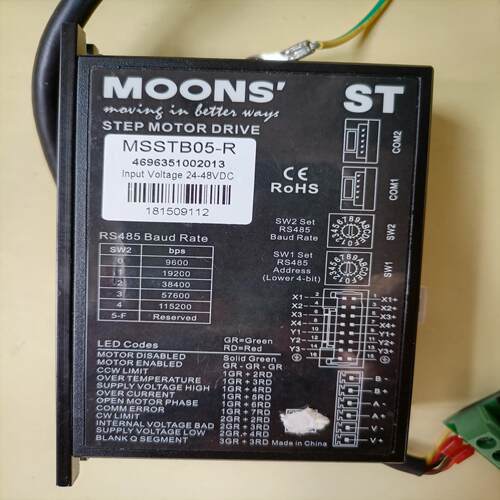 MOONS' ST
moving in better ways
STEP MOTOR DRIVE
MSSTB05-R
4696351002013
Input Voltage 24-48VDC
181509112
CE
RoHS
COM2
COM1
SW2 Set
RS485
Baud Rate
SW2
SW1 Set
RS485
Address
(Lower 4-bit)
SW1
RS485 Baud Rate
SW2 bps
0 9600
1 19200
2 38400
3 57600
4 115200
5-F Reserved
X1- X1+
X2- X2+
X3- X3+
X4- X4+
Y1- Y1+
Y2- Y2+
Y3- Y3+
LED Codes GR=Green
RD=Red
MOTOR DISABLED Solid Green
MOTOR ENABLED GR - GR - GR
CCW LIMIT 1GR + 2RD
OVER TEMPERATURE 1GR + 3RD
SUPPLY VOLTAGE HIGH 1GR + 4RD
OVER CURRENT 1GR + 5RD
OPEN MOTOR PHASE 1GR + 6RD
COMM ERROR 1GR + 7RD
CW LIMIT 2GR + 2RD
INTERNAL VOLTAGE BAD 2GR + 3RD
SUPPLY VOLTAGE LOW 2GR + 4RD
BLANK Q SEGMENT 3GR + 3RD
Made in China
B-
B+
A-
A+
V-
V+